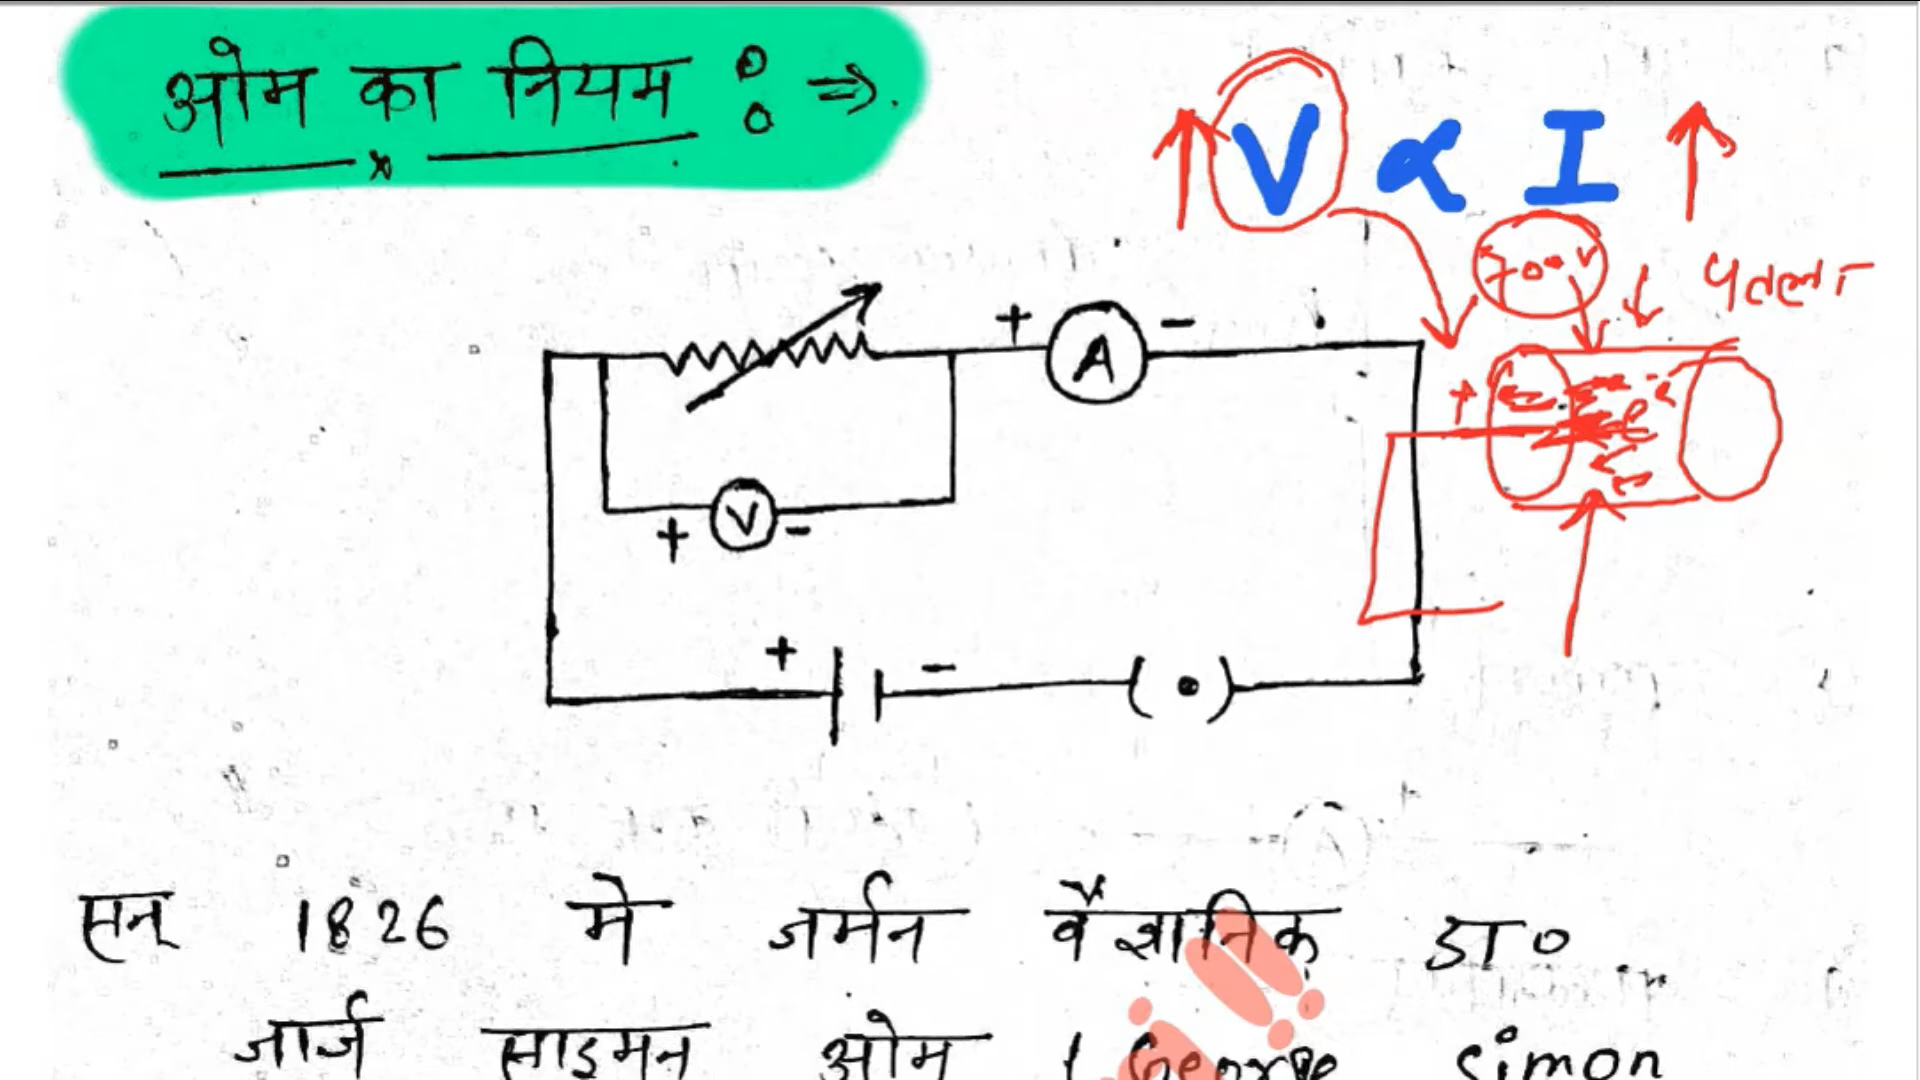 ओम का नियम : ⇒
↑ V ∝ I ↑
पतला
+ A -
+
+ V -
+ -
सन् 1826 मे जर्मन वैज्ञानिक डा०
जार्ज साइमन ओम ( George Simon